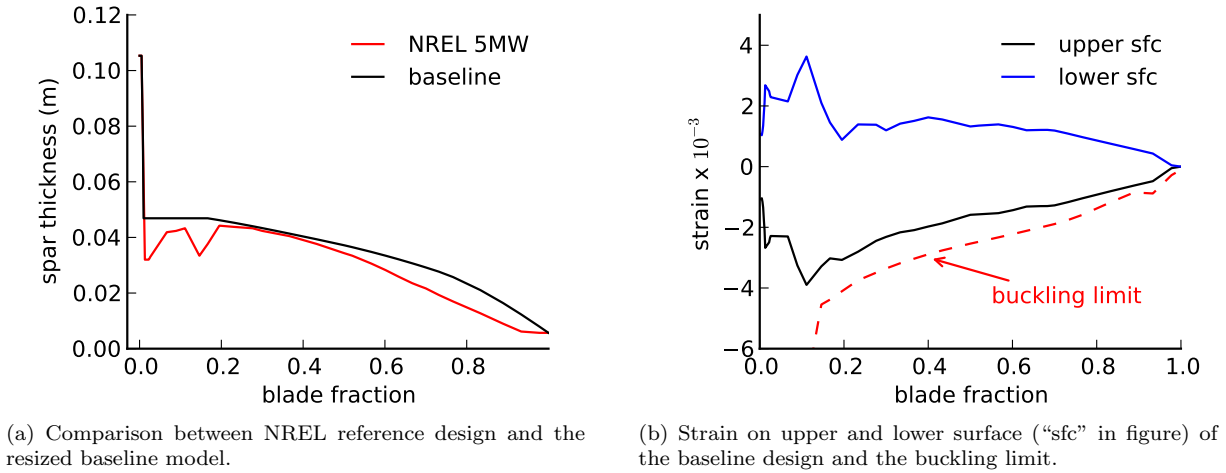 0.12
0.10
0.08
0.06
0.04
0.02
0.00
spar thickness (m)
NREL 5MW
baseline
0.0 0.2 0.4 0.6 0.8
blade fraction
(a) Comparison between NREL reference design and the
resized baseline model.
4
2
0
−2
−4
−6
strain x 10⁻³
upper sfc
lower sfc
buckling limit
0.0 0.2 0.4 0.6 0.8 1.0
blade fraction
(b) Strain on upper and lower surface (“sfc” in figure) of
the baseline design and the buckling limit.